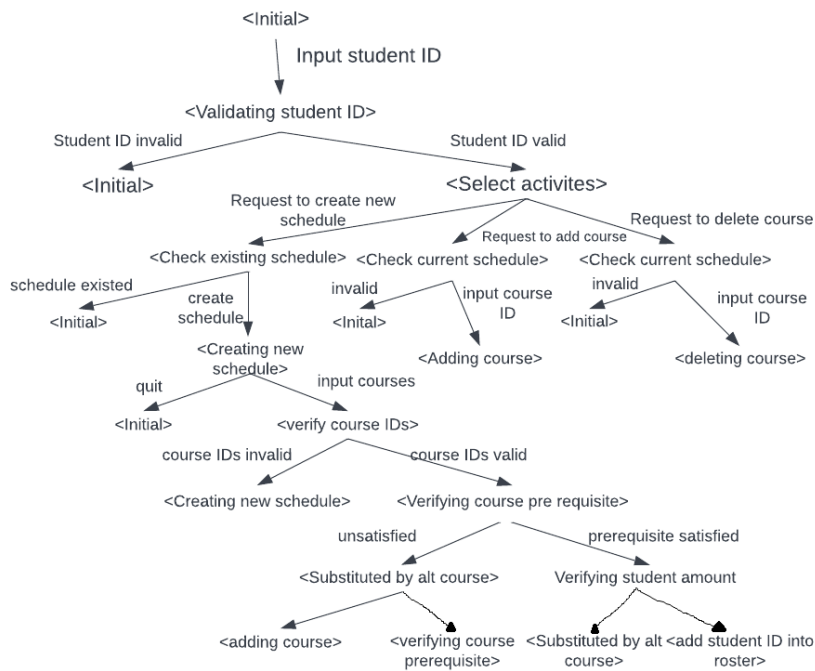 <Initial>
Input student ID
<Validating student ID>
Student ID invalid
Student ID valid
<Initial>
<Select activites>
Request to create new
schedule
Request to add course
Request to delete course
<Check existing schedule>
<Check current schedule>
<Check current schedule>
schedule existed
create
schedule
invalid
input course
ID
invalid
input course
ID
<Initial>
<Inital>
<Initial>
<Creating new
schedule>
<Adding course>
<deleting course>
quit
input courses
<Initial>
<verify course IDs>
course IDs invalid
course IDs valid
<Creating new schedule>
<Verifying course pre requisite>
unsatisfied
prerequisite satisfied
<Substituted by alt course>
Verifying student amount
<adding course>
<verifying course
prerequisite>
<Substituted by alt
course>
<add student ID into
roster>